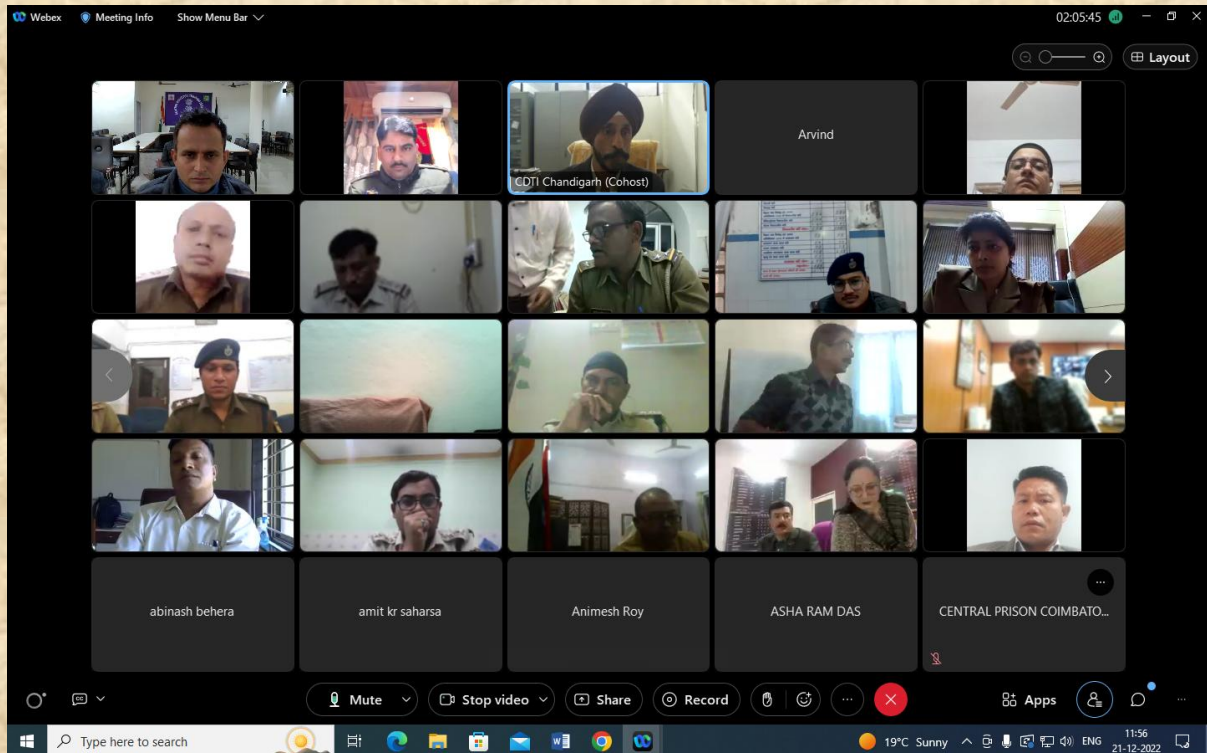 Webex Meeting Info Show Menu Bar
02:05:45
Layout
CDTI Chandigarh (Cohost)
Arvind
abinash behera
amit kr saharsa
Animesh Roy
ASHA RAM DAS
CENTRAL PRISON COIMBATO...
Mute
Stop video
Share
Record
Apps
Type here to search
19°C Sunny
ENG
11:56
21-12-2022